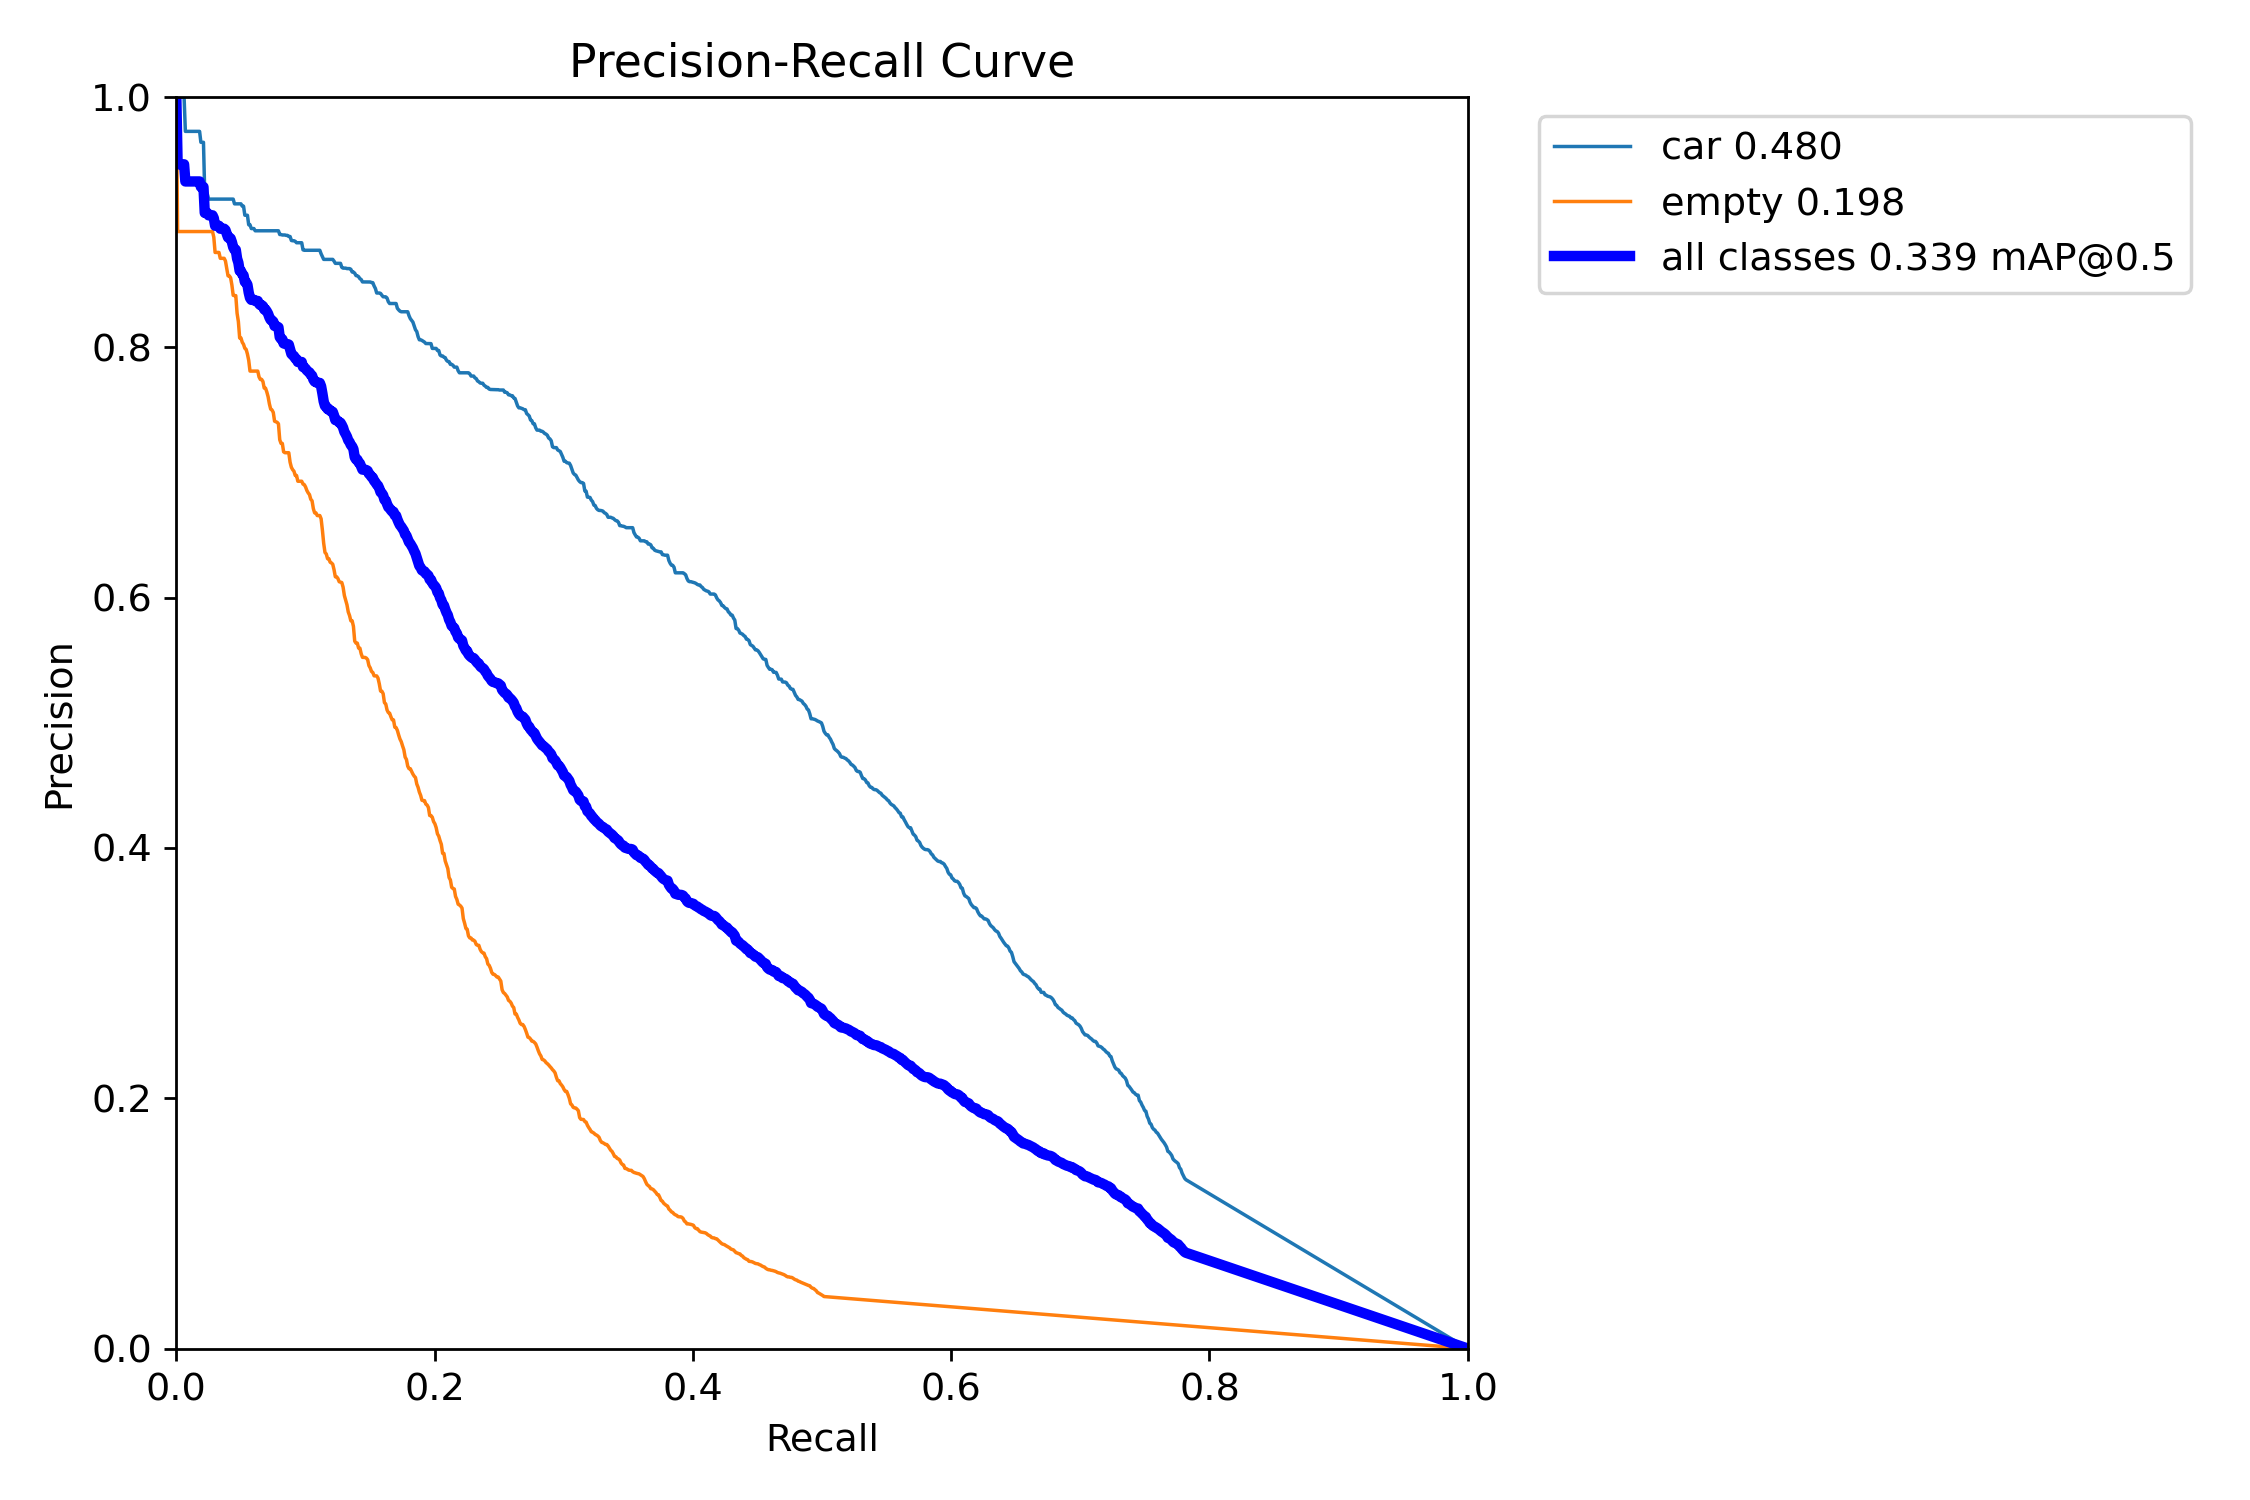 Precision-Recall Curve
1.0
0.8
0.6
0.4
0.2
0.0
Precision
0.0 0.2 0.4 0.6 0.8 1.0
Recall
car 0.480
empty 0.198
all classes 0.339 mAP@0.5